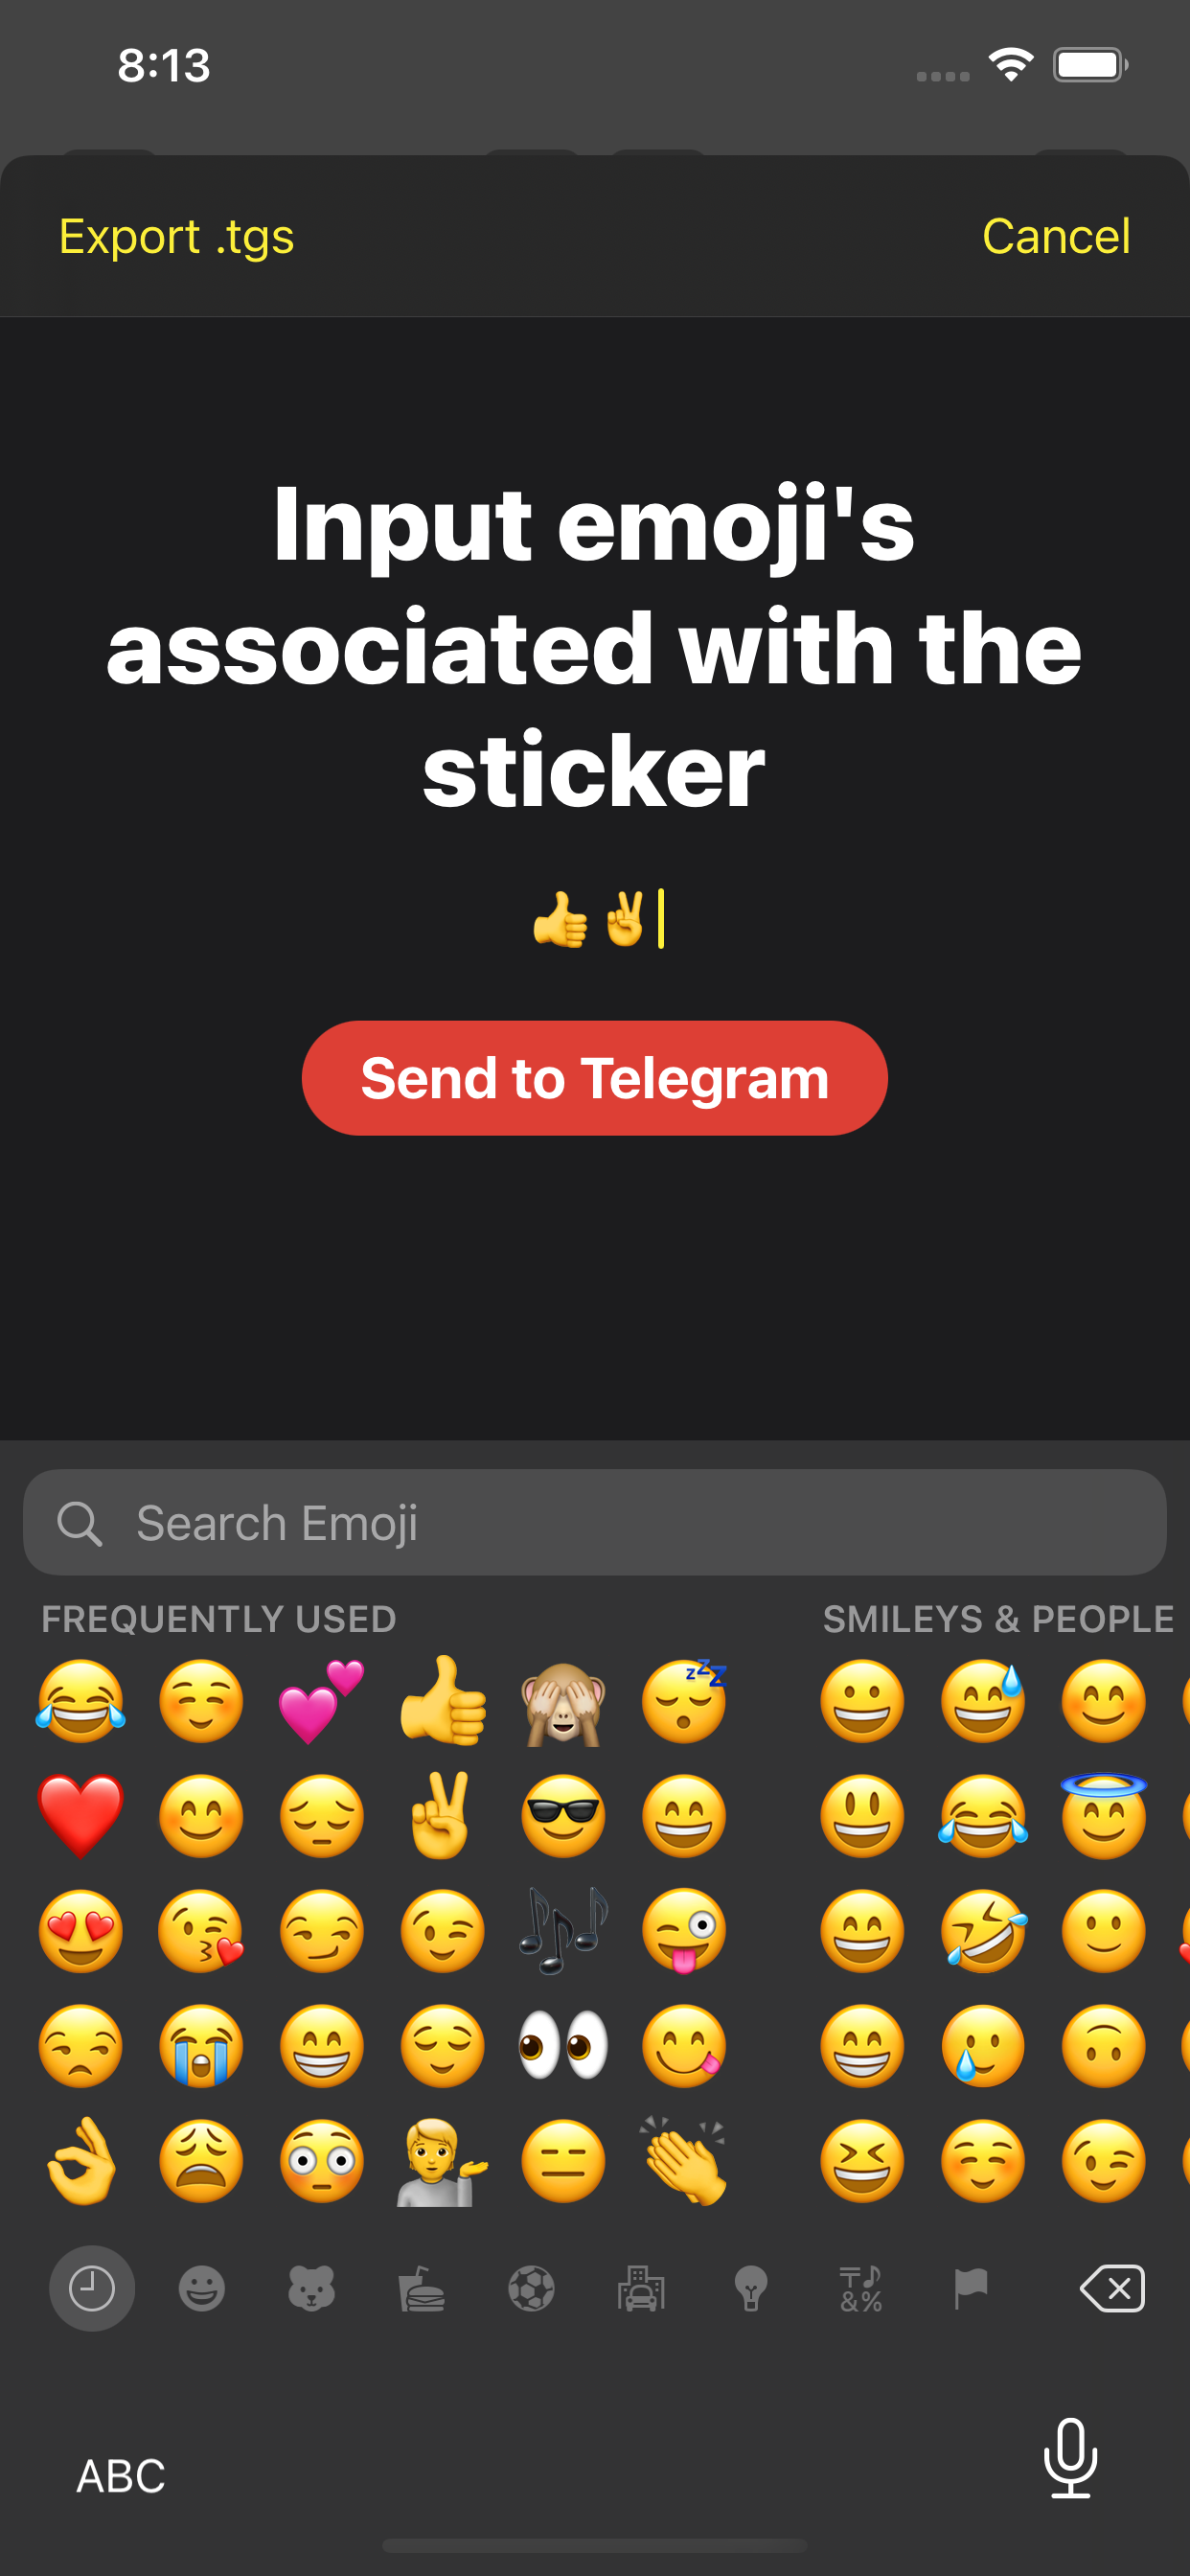 8:13
Export .tgs
Cancel
Input emoji's
associated with the
sticker
👍✌️
Send to Telegram
Search Emoji
FREQUENTLY USED
SMILEYS & PEOPLE
ABC